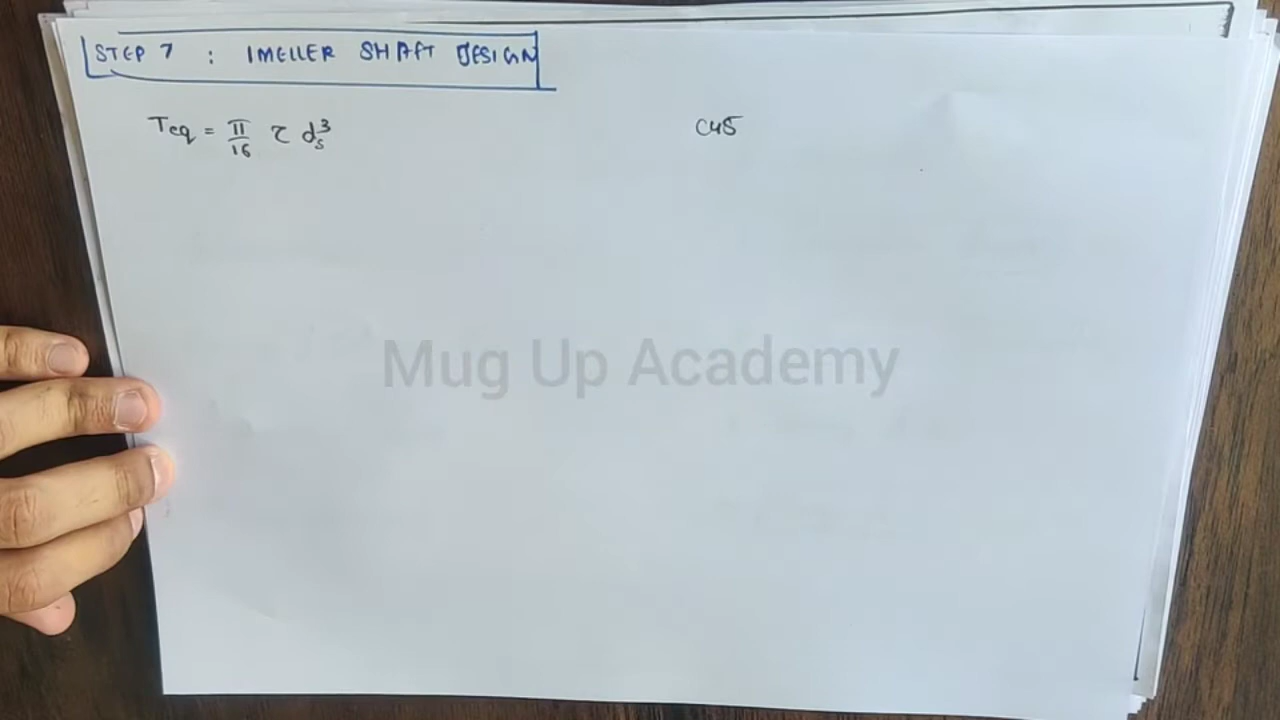 STEP 7 : IMELLER SHAFT DESIGN
Teq = π/16 τ ds³
C45
Mug Up Academy